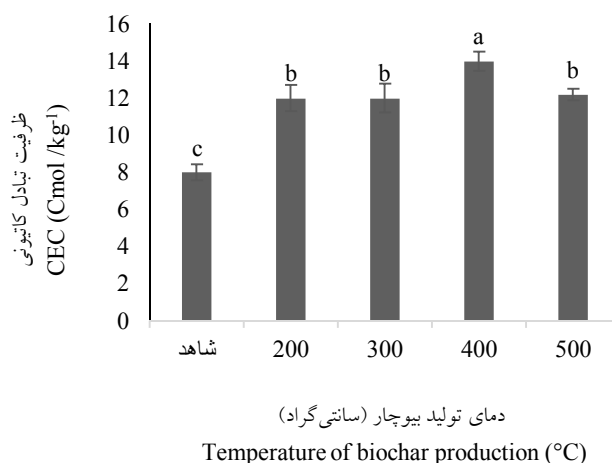 ظرفیت تبادل کاتیونی
CEC (Cmol /kg⁻¹)
16
14
12
10
8
6
4
2
0
c
b
b
a
b
شاهد 200 300 400 500
دمای تولید بیوچار (سانتی‌گراد)
Temperature of biochar production (°C)